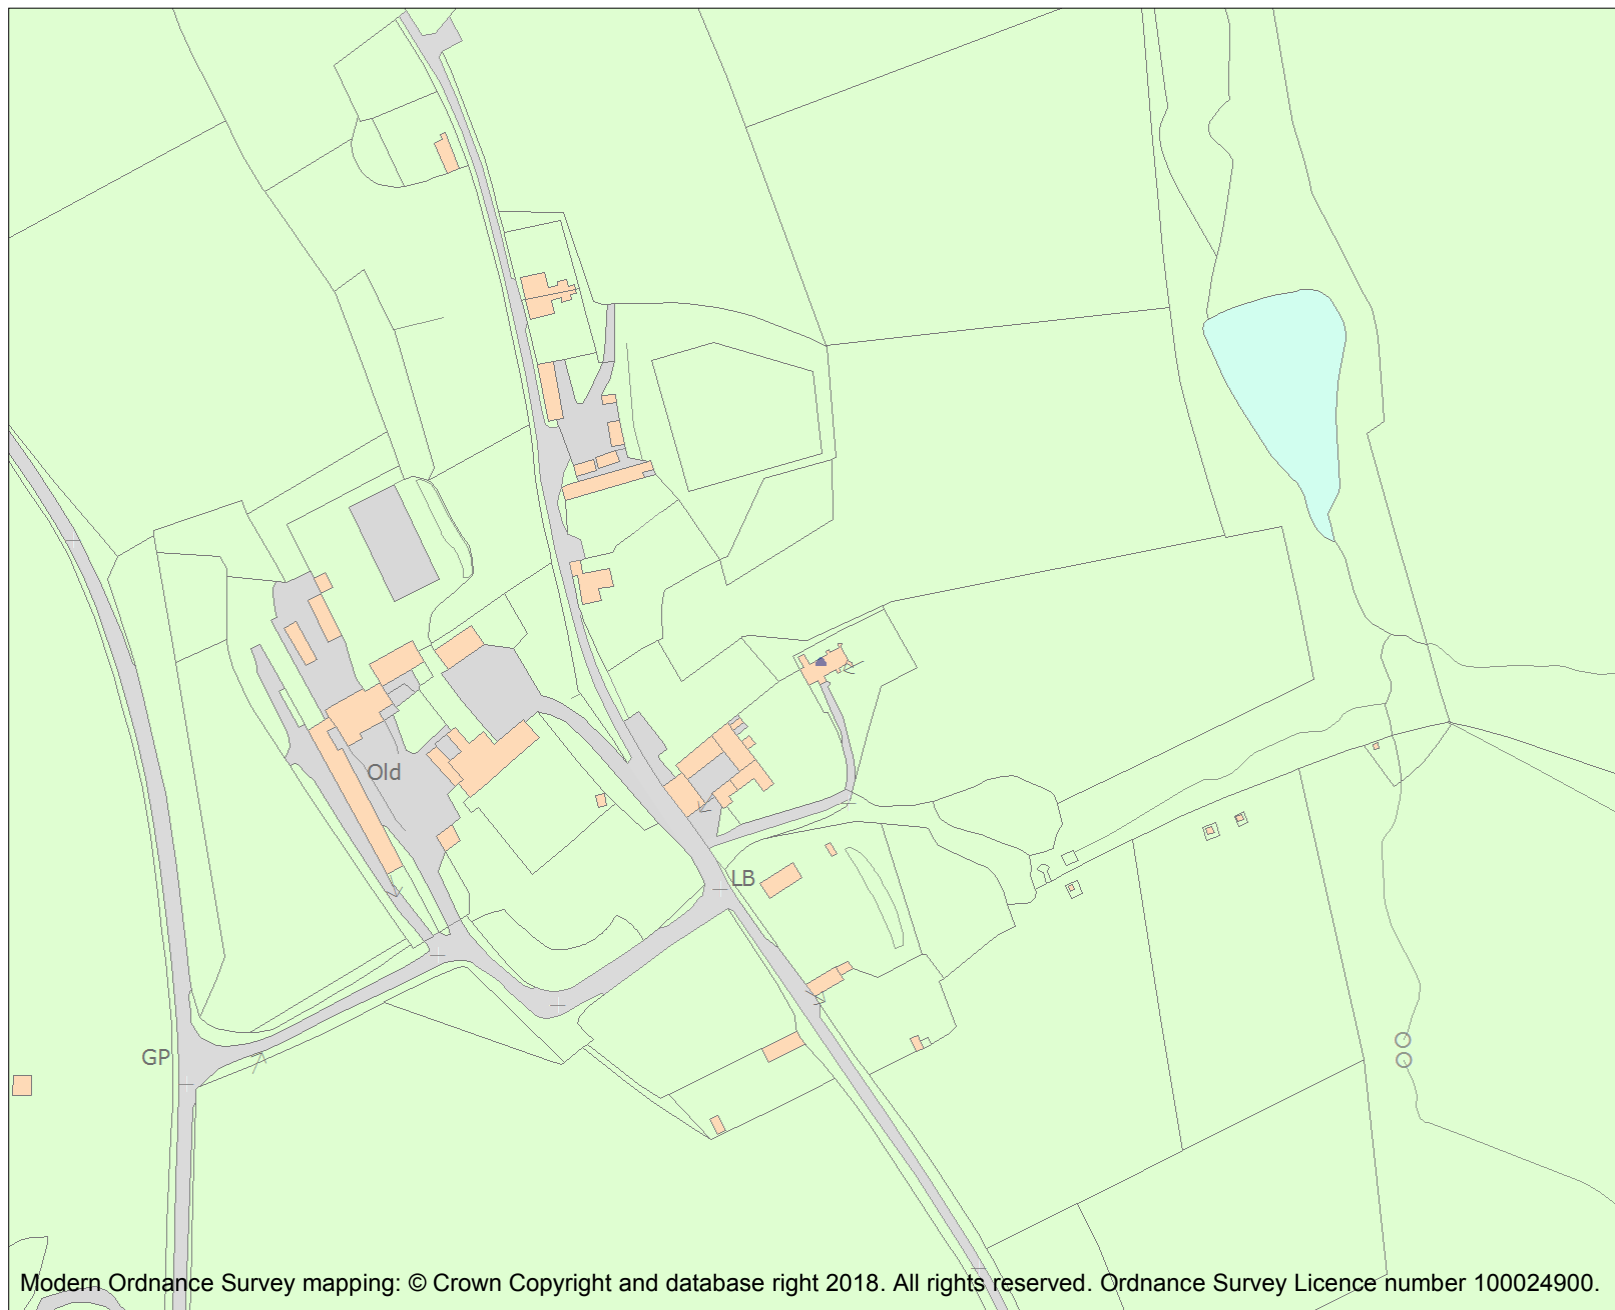 Old
LB
GP
Modern Ordnance Survey mapping: © Crown Copyright and database right 2018. All rights reserved. Ordnance Survey Licence number 100024900.